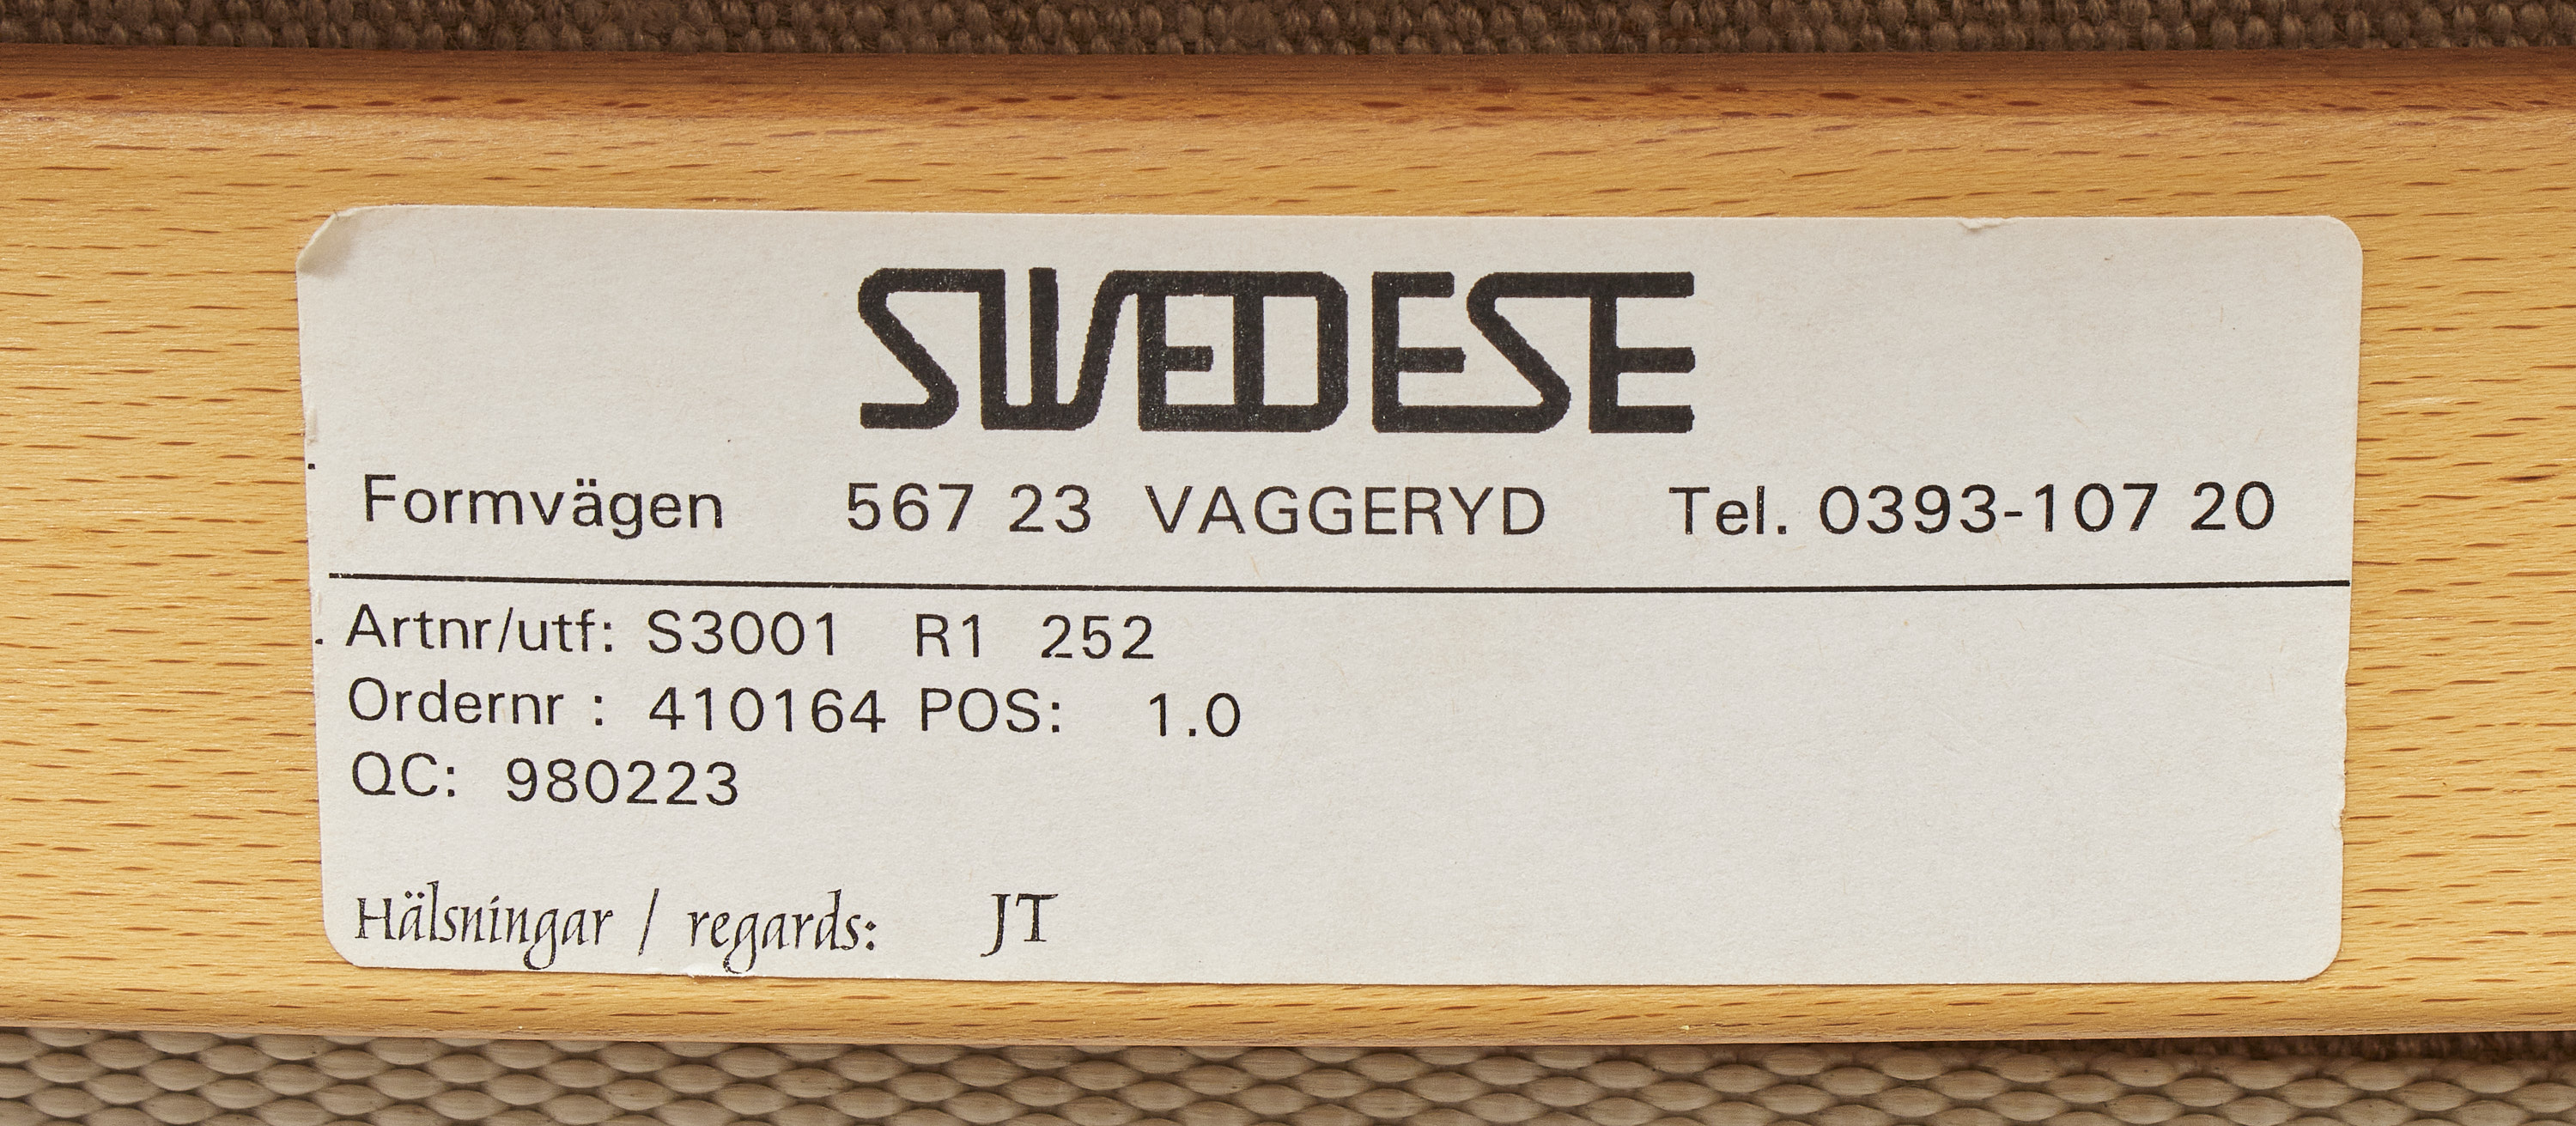 SWEDESE
Formvägen 567 23 VAGGERYD Tel. 0393-107 20
Artnr/utf: S3001 R1 252
Ordernr : 410164 POS: 1.0
QC: 980223
Hälsningar / regards: JT